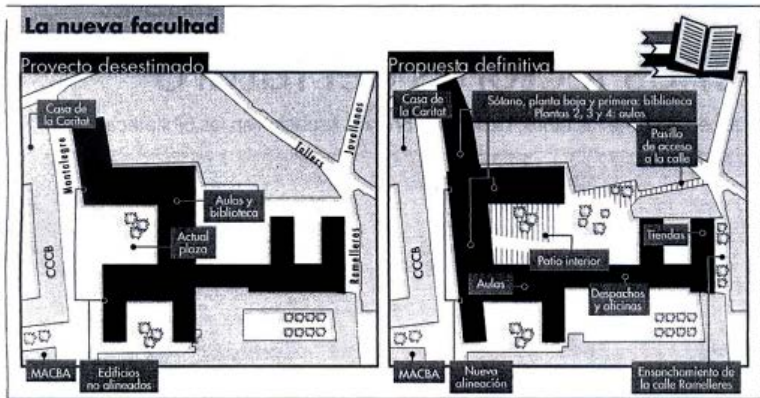 La nueva facultad
Proyecto desestimado
Casa de
la Caritat
Montalegre
Tallers
Jovellanos
Aulas y
biblioteca
Actual
plaza
CCCB
Ramelleres
MACBA
Edificios
no alineados
Propuesta definitiva
Casa de
la Caritat
Sótano, planta baja y primera: biblioteca
Plantas 2, 3 y 4: aulas
Pasillo
de acceso
a la calle
Tiendas
CCCB
Patio interior
Aulas
Despachos
y oficinas
MACBA
Nueva
alineación
Ensanchamiento de
la calle Ramelleres